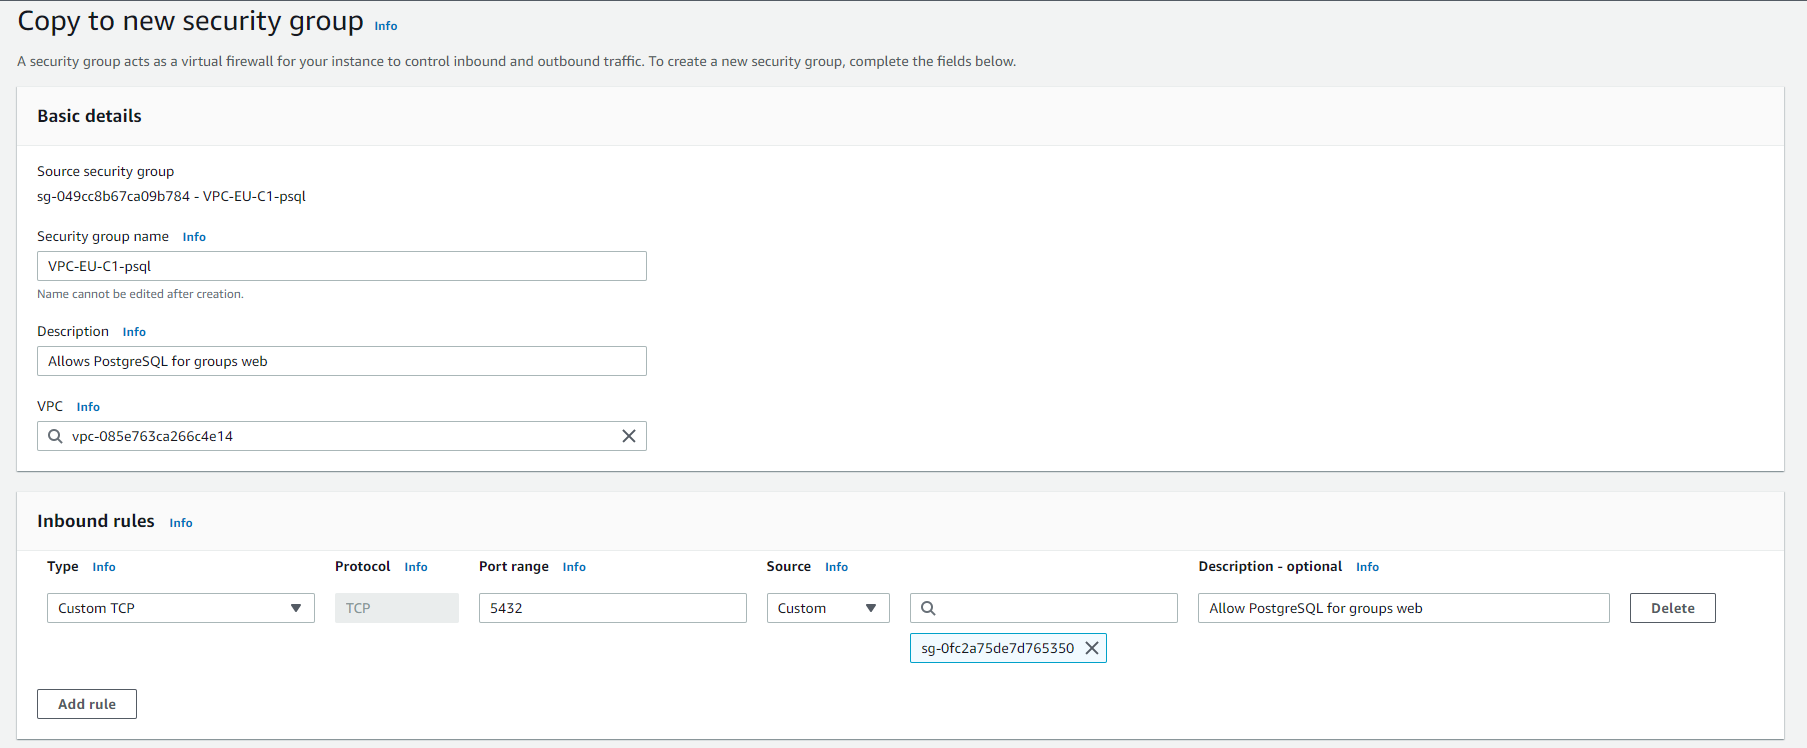 Copy to new security group Info
A security group acts as a virtual firewall for your instance to control inbound and outbound traffic. To create a new security group, complete the fields below.
Basic details
Source security group
sg-049cc8b67ca09b784 - VPC-EU-C1-psql
Security group name Info
VPC-EU-C1-psql
Name cannot be edited after creation.
Description Info
Allows PostgreSQL for groups web
VPC Info
vpc-085e763ca266c4e14
Inbound rules Info
Type Info Protocol Info Port range Info Source Info Description - optional Info
Custom TCP TCP 5432 Custom Allow PostgreSQL for groups web Delete
sg-0fc2a75de7d765350
Add rule